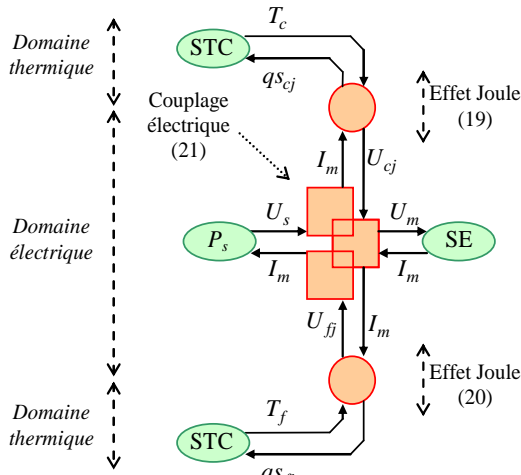 Domaine
thermique
STC
T_c
qs_cj
Effet Joule
(19)
Couplage
électrique
(21)
I_m
U_cj
Domaine
électrique
P_s
U_s
I_m
U_m
I_m
SE
U_fj
I_m
Effet Joule
(20)
Domaine
thermique
STC
T_f